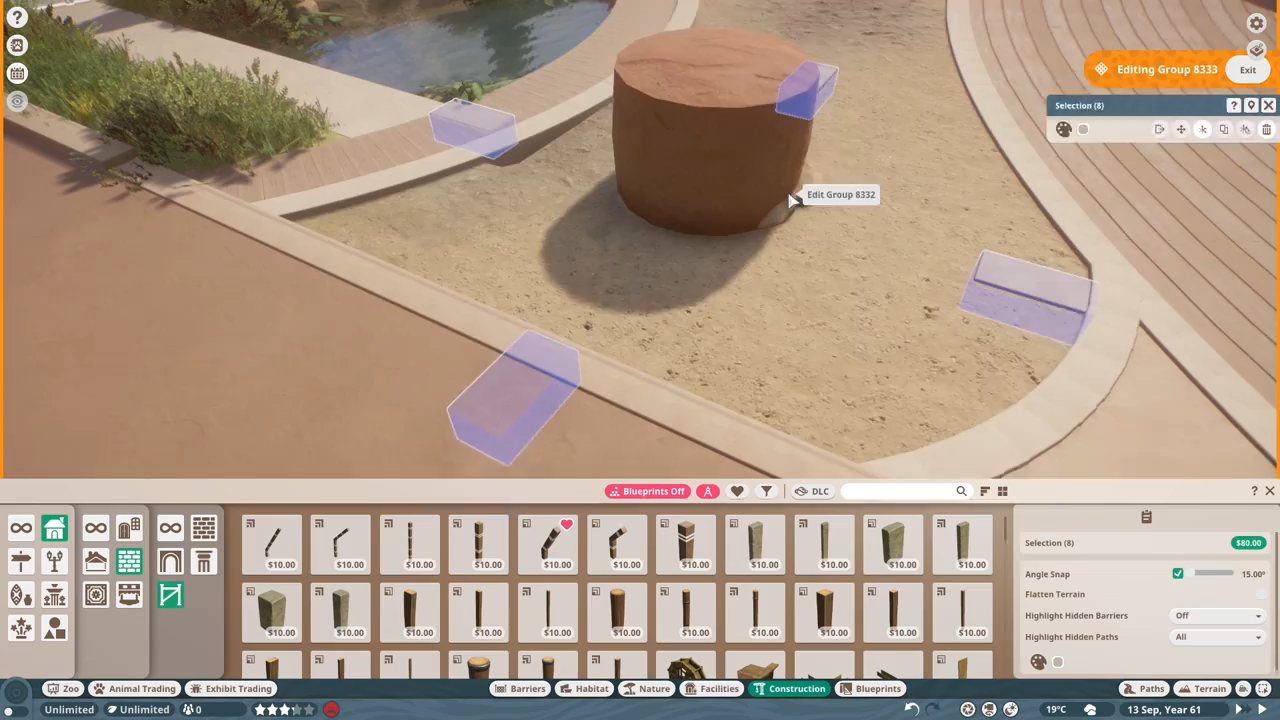 Editing Group 8333
Exit
Selection (8)
?
Edit Group 8332
Blueprints Off
DLC
?
$10.00 $10.00 $10.00 $10.00 $10.00 $10.00 $10.00 $10.00 $10.00 $10.00 $10.00
$10.00 $10.00 $10.00 $10.00 $10.00 $10.00 $10.00 $10.00 $10.00 $10.00 $10.00
Selection (8)
$80.00
Angle Snap
15.00°
Flatten Terrain
Highlight Hidden Barriers
Off
Highlight Hidden Paths
All
Zoo
Animal Trading
Exhibit Trading
Barriers
Habitat
Nature
Facilities
Construction
Blueprints
Paths
Terrain
Unlimited
Unlimited
0
19°C
13 Sep, Year 61